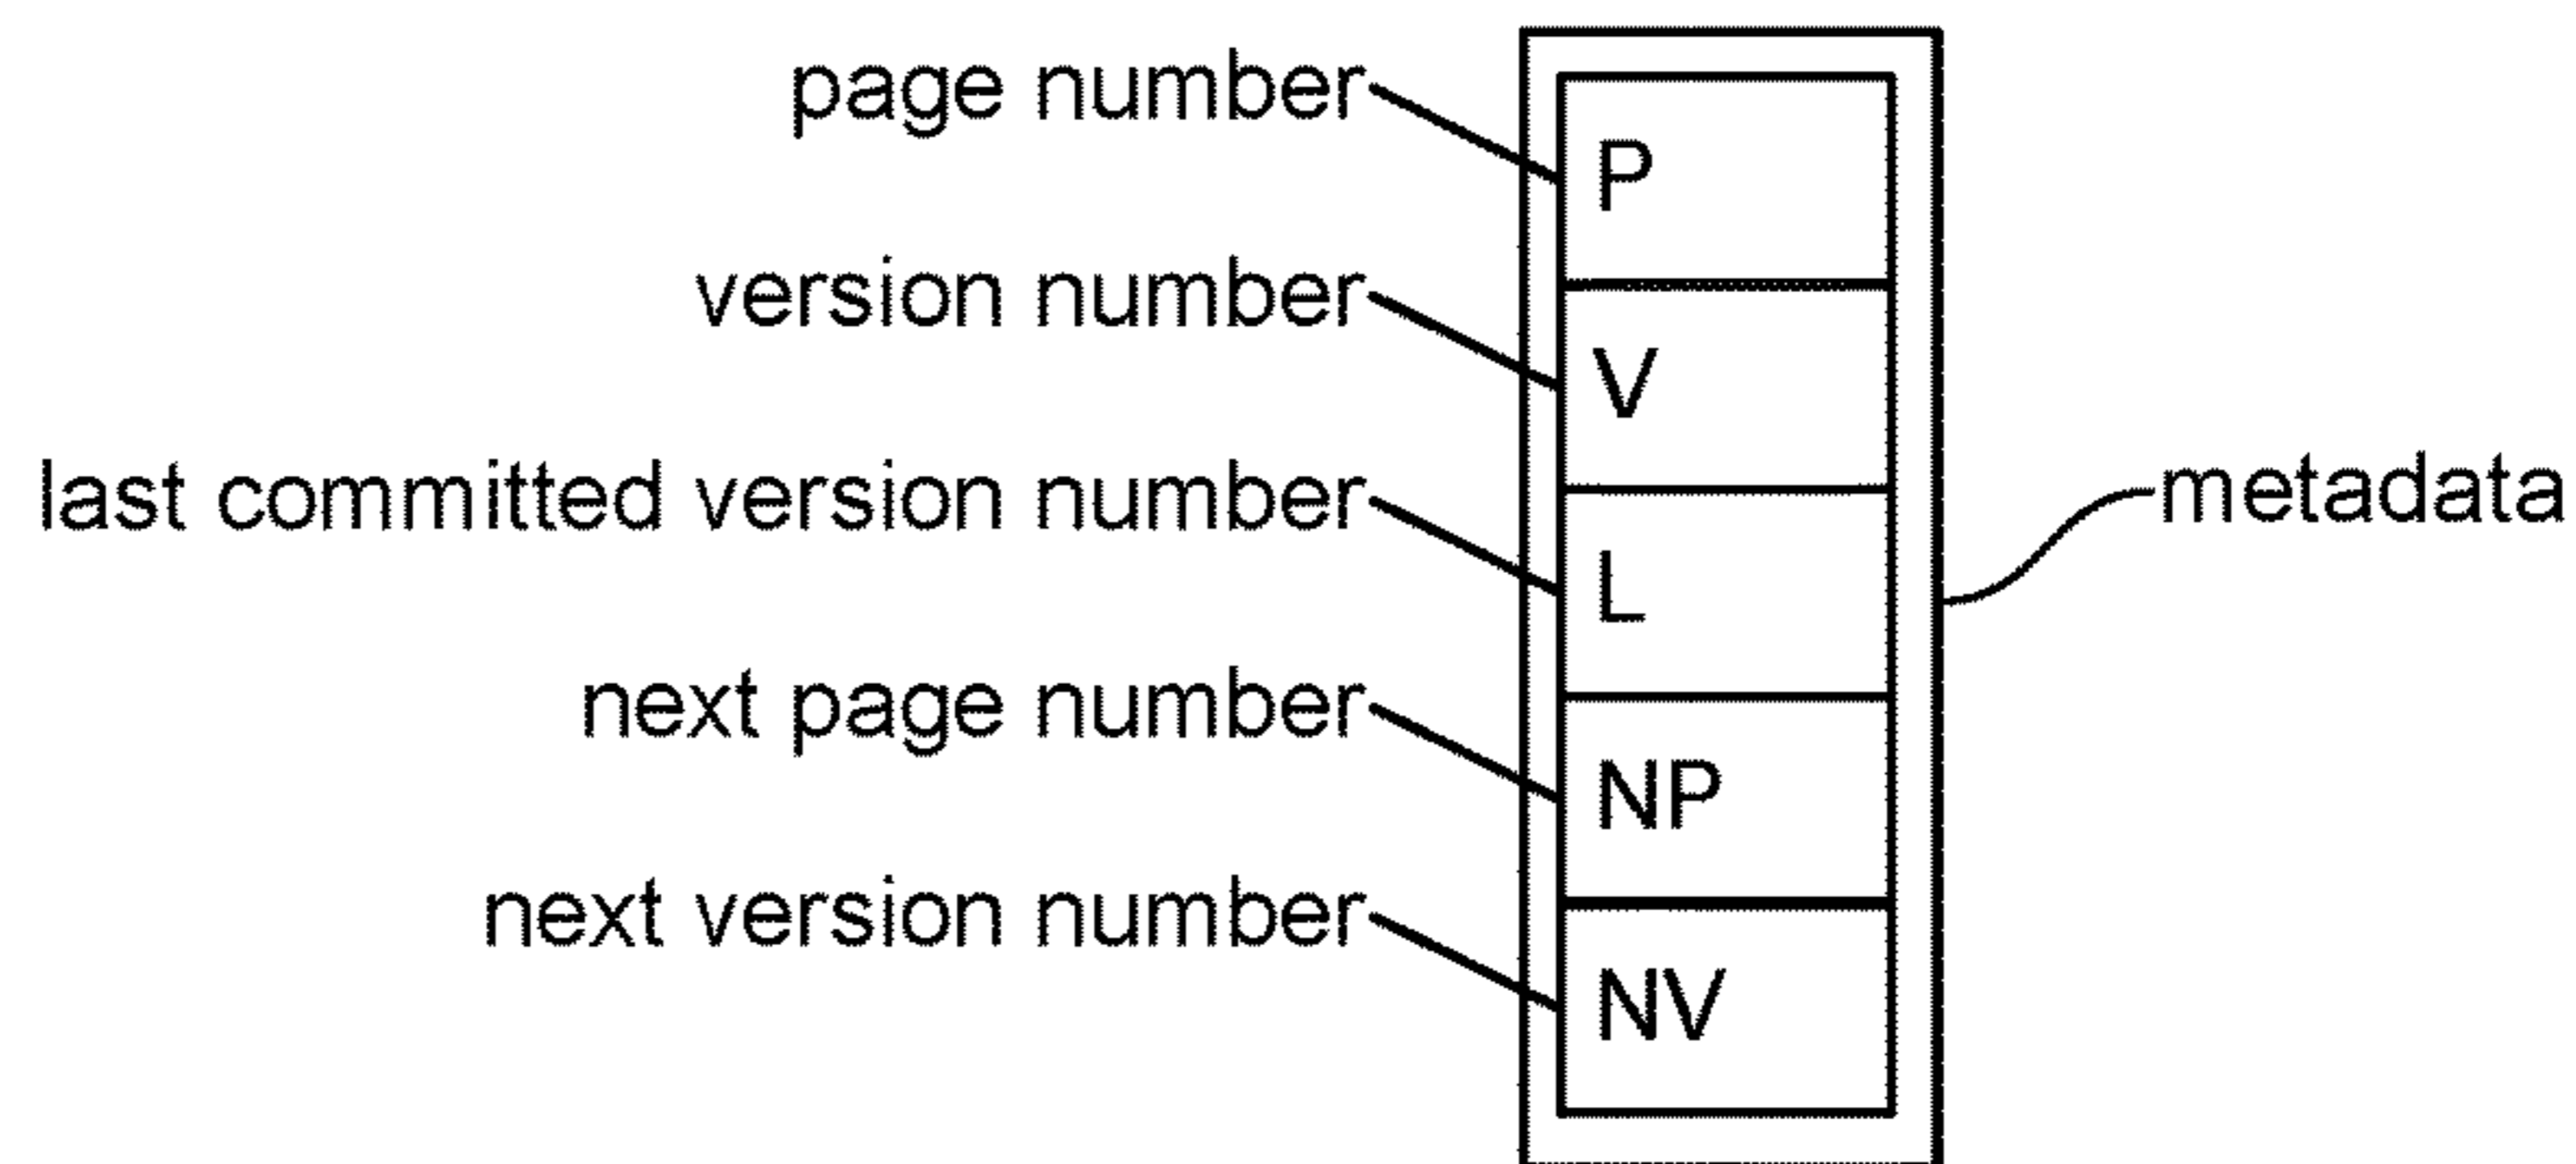 page number
P
version number
V
last committed version number
L
metadata
next page number
NP
next version number
NV